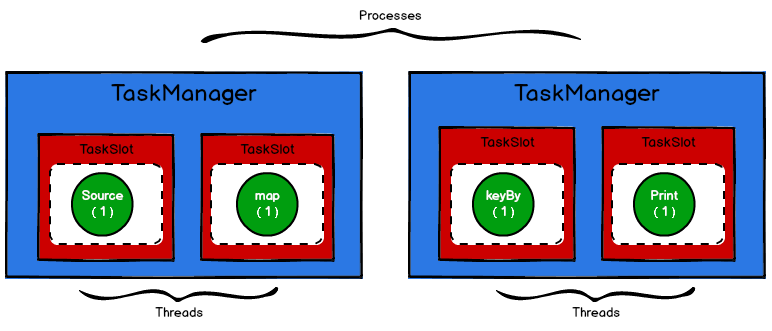 Processes
TaskManager
TaskSlot
Source
( 1 )
TaskSlot
map
( 1 )
Threads
TaskManager
TaskSlot
keyBy
( 1 )
TaskSlot
Print
( 1 )
Threads